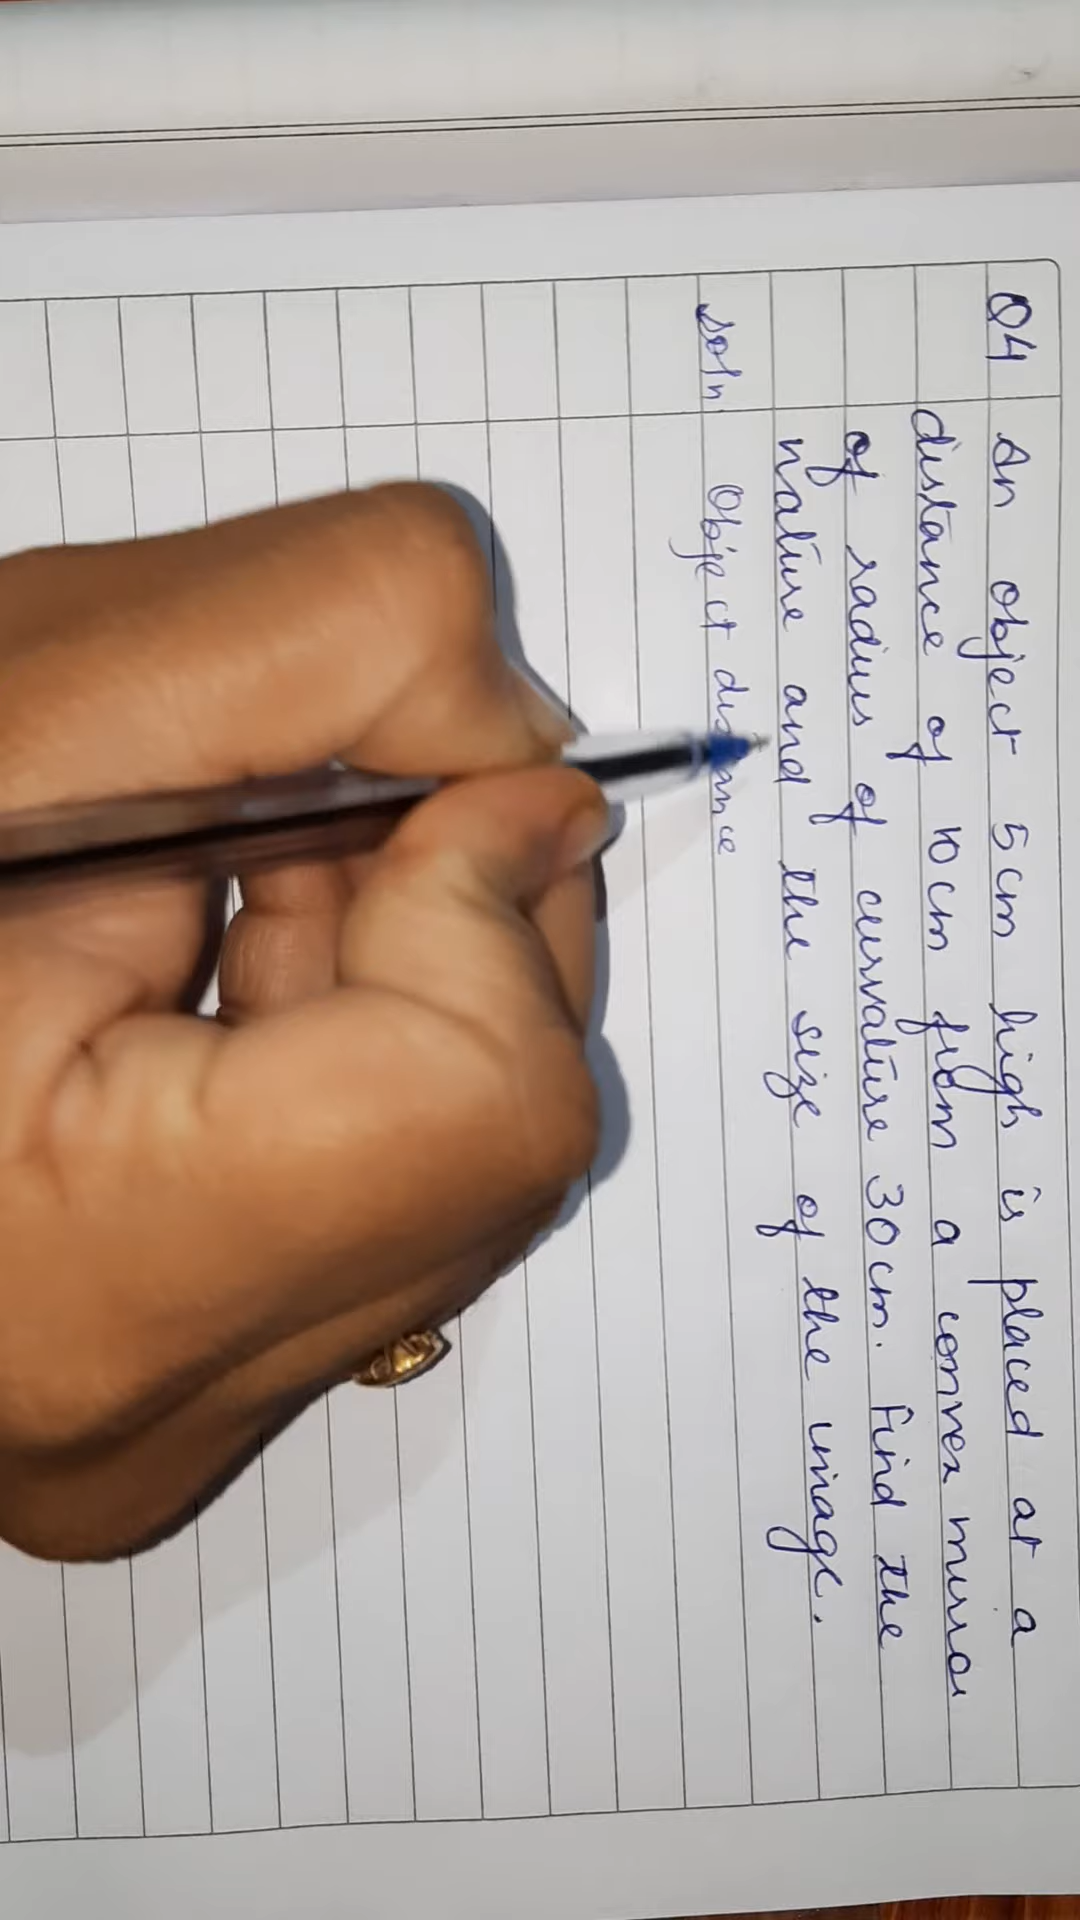 Q4 An object 5cm high is placed at a
distance of 10cm from a convex mirror
of radius of curvature 30cm. Find the
nature and the size of the image.
Soln. Object distance